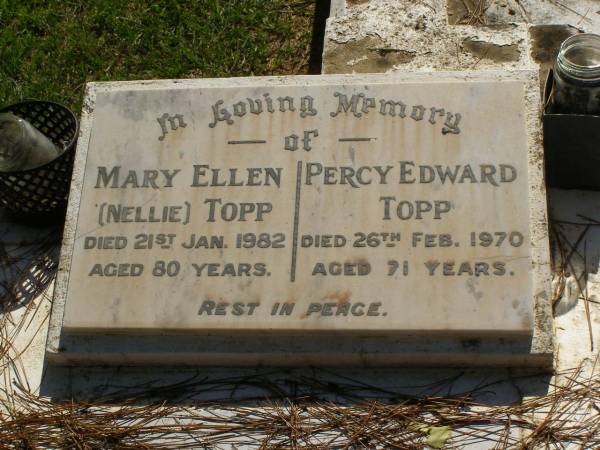 In Loving Memory
— of —
MARY ELLEN
(NELLIE) TOPP
DIED 21ST JAN. 1982
AGED 80 YEARS.
PERCY EDWARD
TOPP
DIED 26TH FEB. 1970
AGED 71 YEARS.
REST IN PEACE.